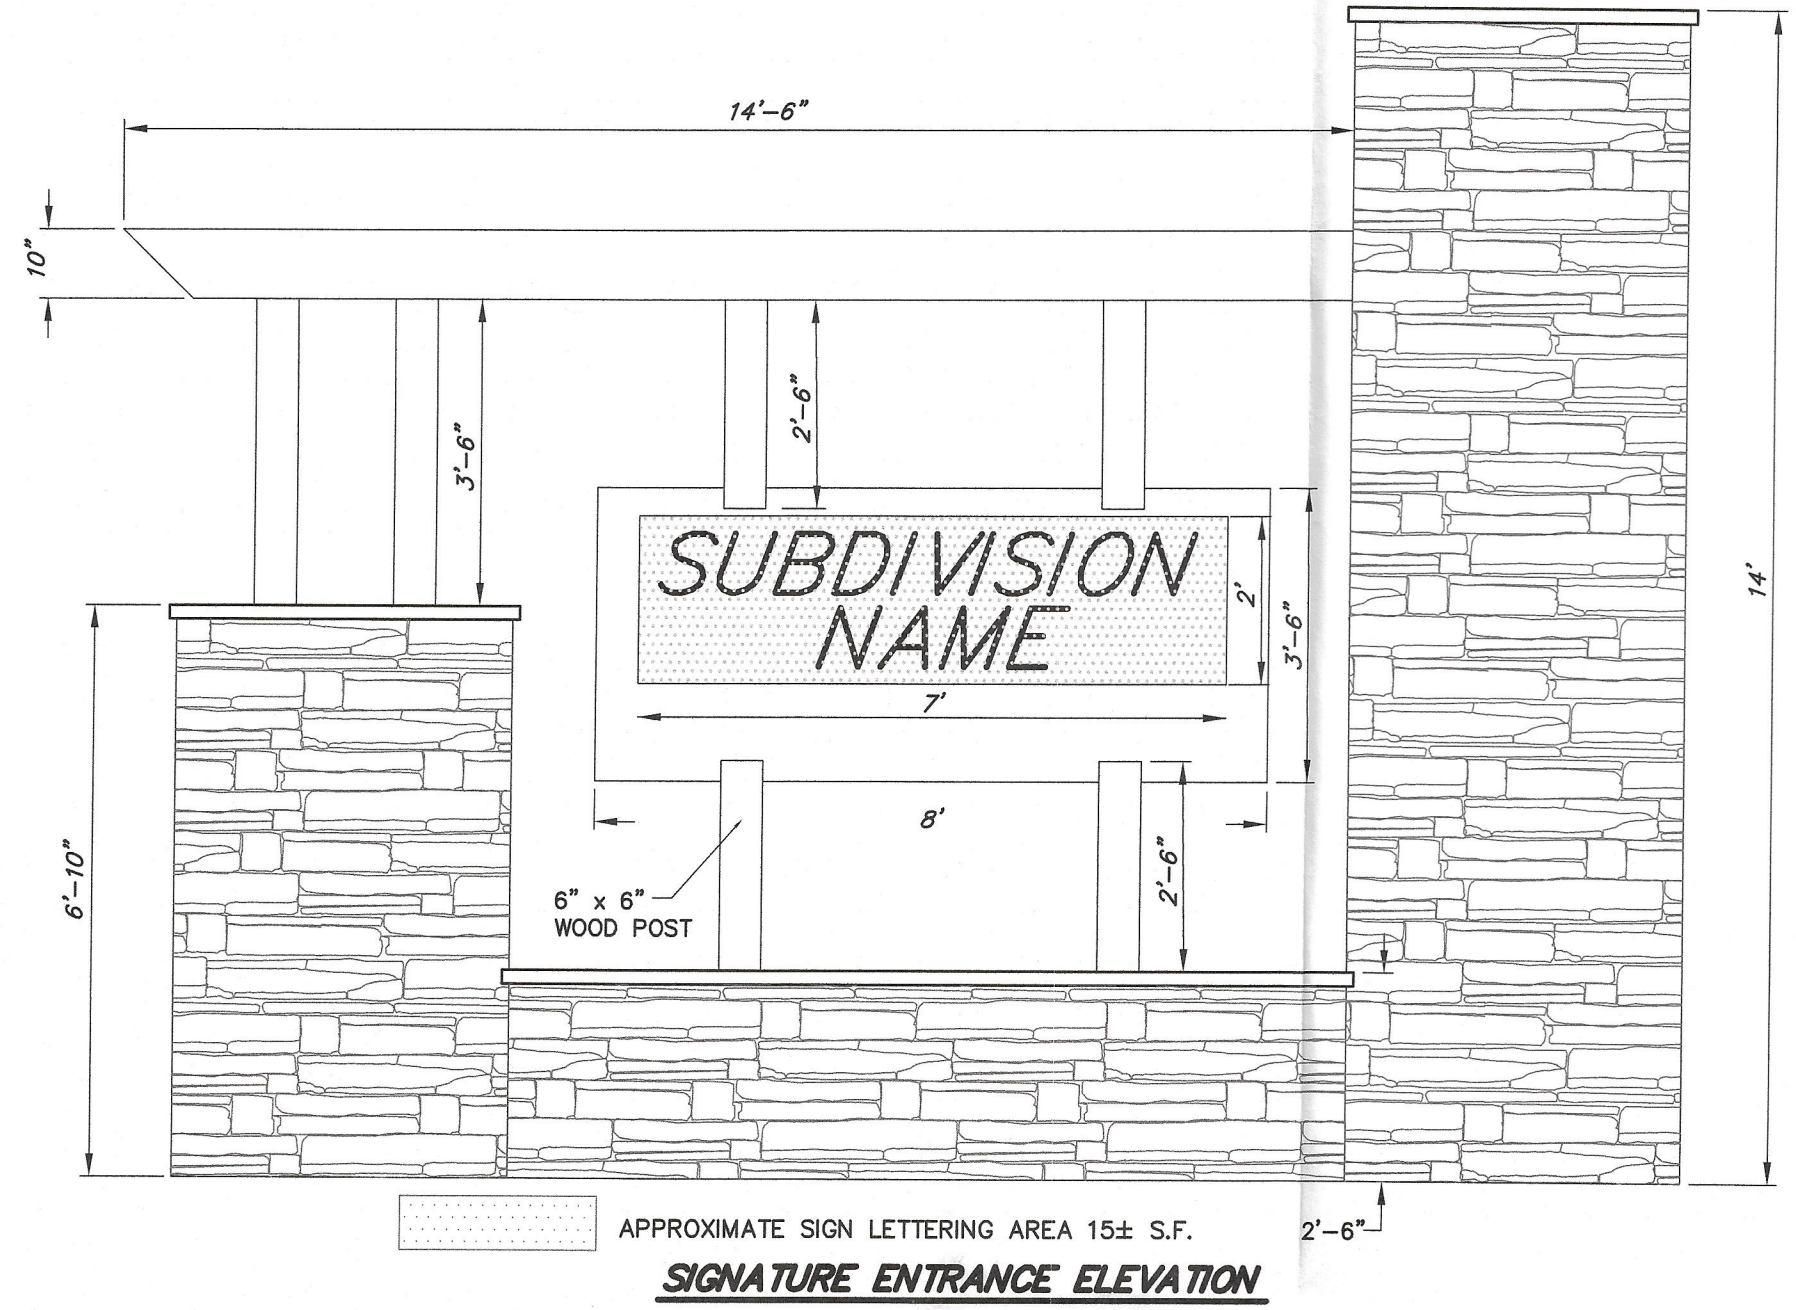 14'-6"
10"
3'-6"
2'-6"
14'
SUBDIVISION
NAME
2'
3'-6"
7'
8'
6" x 6"
WOOD POST
2'-6"
6'-10"
APPROXIMATE SIGN LETTERING AREA 15± S.F.
2'-6"
SIGNATURE ENTRANCE ELEVATION